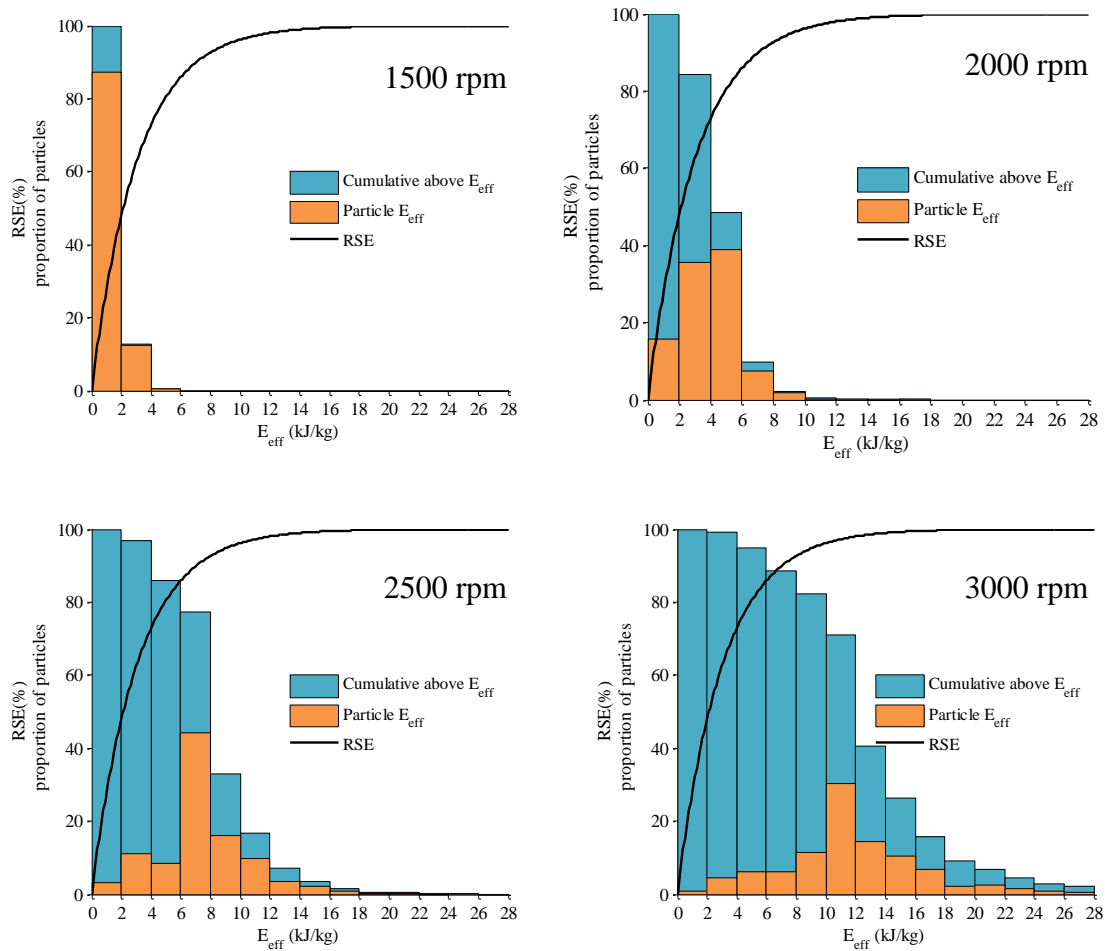 1500 rpm
100
80
60
40
20
0
RSE(%)
proportion of particles
Cumulative above E_eff
Particle E_eff
RSE
0 2 4 6 8 10 12 14 16 18 20 22 24 26 28
E_eff (kJ/kg)
2000 rpm
100
80
60
40
20
0
RSE(%)
proportion of particles
Cumulative above E_eff
Particle E_eff
RSE
0 2 4 6 8 10 12 14 16 18 20 22 24 26 28
E_eff (kJ/kg)
2500 rpm
100
80
60
40
20
0
RSE(%)
proportion of particles
Cumulative above E_eff
Particle E_eff
RSE
0 2 4 6 8 10 12 14 16 18 20 22 24 26 28
E_eff (kJ/kg)
3000 rpm
100
80
60
40
20
0
RSE(%)
proportion of particles
Cumulative above E_eff
Particle E_eff
RSE
0 2 4 6 8 10 12 14 16 18 20 22 24 26 28
E_eff (kJ/kg)